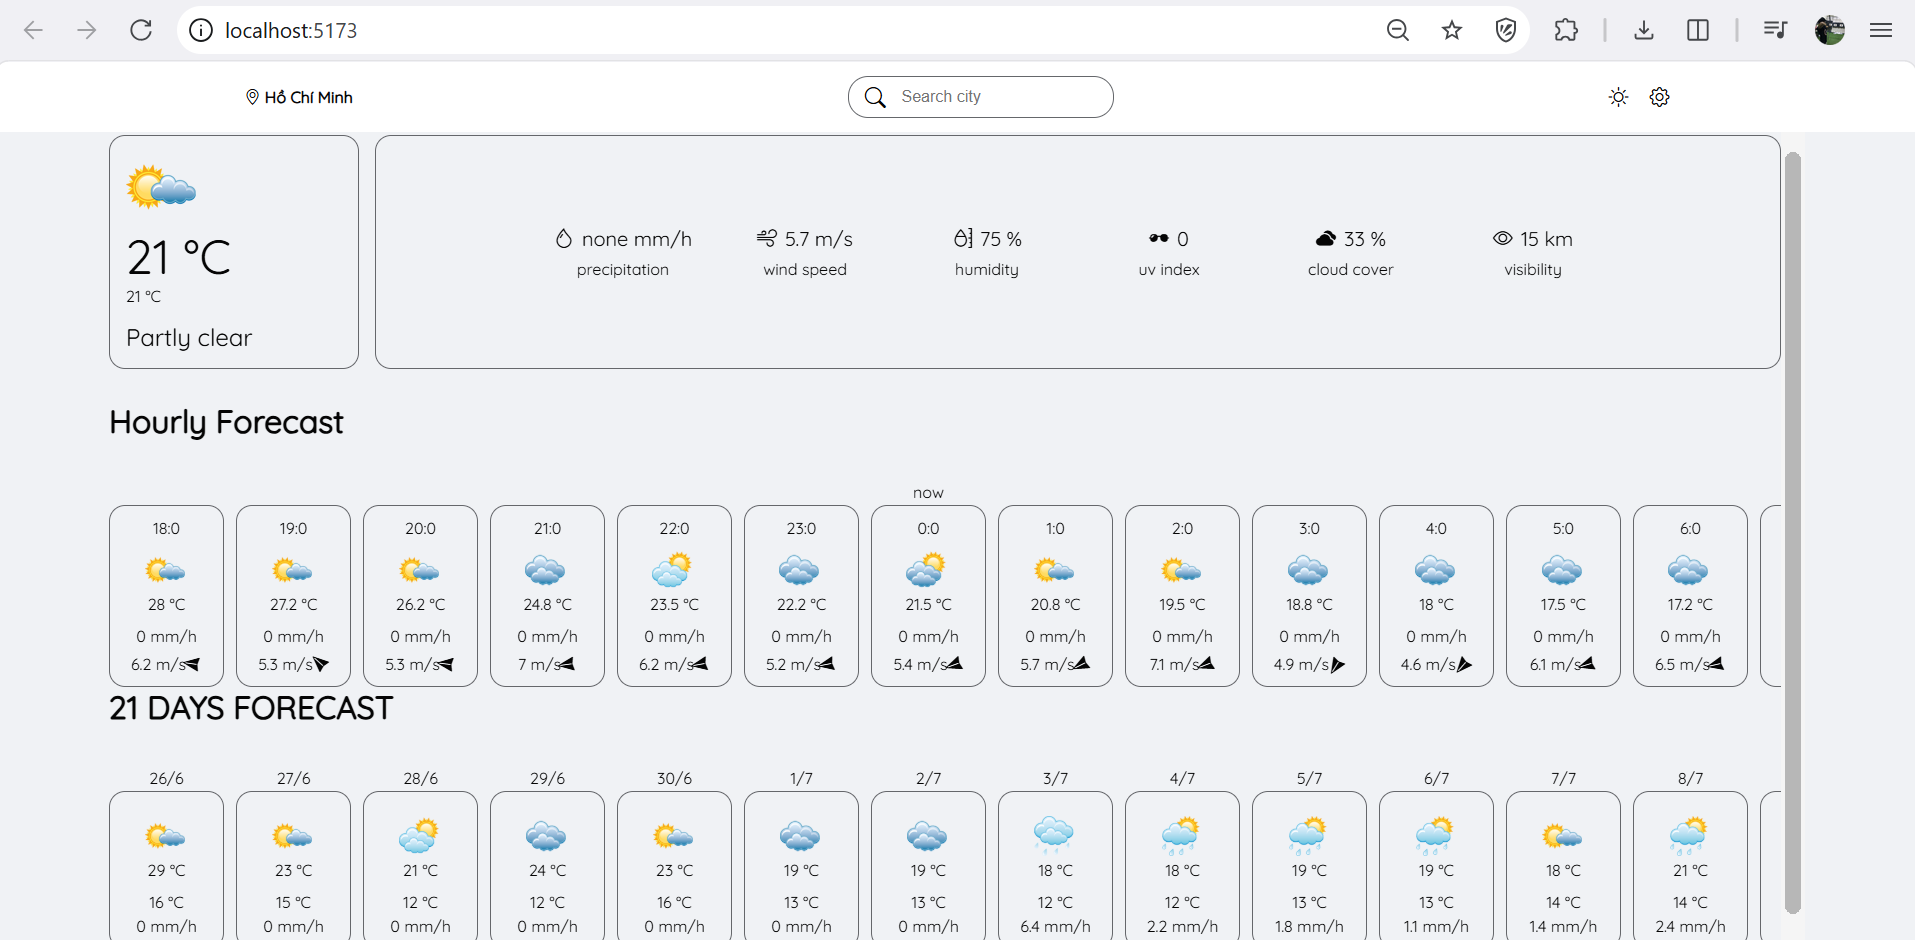 localhost:5173
Hồ Chí Minh
Search city
21 °C
21 °C
Partly clear
none mm/h 5.7 m/s 75 % 0 33 % 15 km
precipitation wind speed humidity uv index cloud cover visibility
Hourly Forecast
now
18:0 19:0 20:0 21:0 22:0 23:0 0:0 1:0 2:0 3:0 4:0 5:0 6:0
28 °C 27.2 °C 26.2 °C 24.8 °C 23.5 °C 22.2 °C 21.5 °C 20.8 °C 19.5 °C 18.8 °C 18 °C 17.5 °C 17.2 °C
0 mm/h 0 mm/h 0 mm/h 0 mm/h 0 mm/h 0 mm/h 0 mm/h 0 mm/h 0 mm/h 0 mm/h 0 mm/h 0 mm/h 0 mm/h
6.2 m/s 5.3 m/s 5.3 m/s 7 m/s 6.2 m/s 5.2 m/s 5.4 m/s 5.7 m/s 7.1 m/s 4.9 m/s 4.6 m/s 6.1 m/s 6.5 m/s
21 DAYS FORECAST
26/6 27/6 28/6 29/6 30/6 1/7 2/7 3/7 4/7 5/7 6/7 7/7 8/7
29 °C 23 °C 21 °C 24 °C 23 °C 19 °C 19 °C 18 °C 18 °C 19 °C 19 °C 18 °C 21 °C
16 °C 15 °C 12 °C 12 °C 16 °C 13 °C 13 °C 12 °C 12 °C 13 °C 13 °C 14 °C 14 °C
0 mm/h 0 mm/h 0 mm/h 0 mm/h 0 mm/h 0 mm/h 0 mm/h 6.4 mm/h 2.2 mm/h 1.8 mm/h 1.1 mm/h 1.4 mm/h 2.4 mm/h